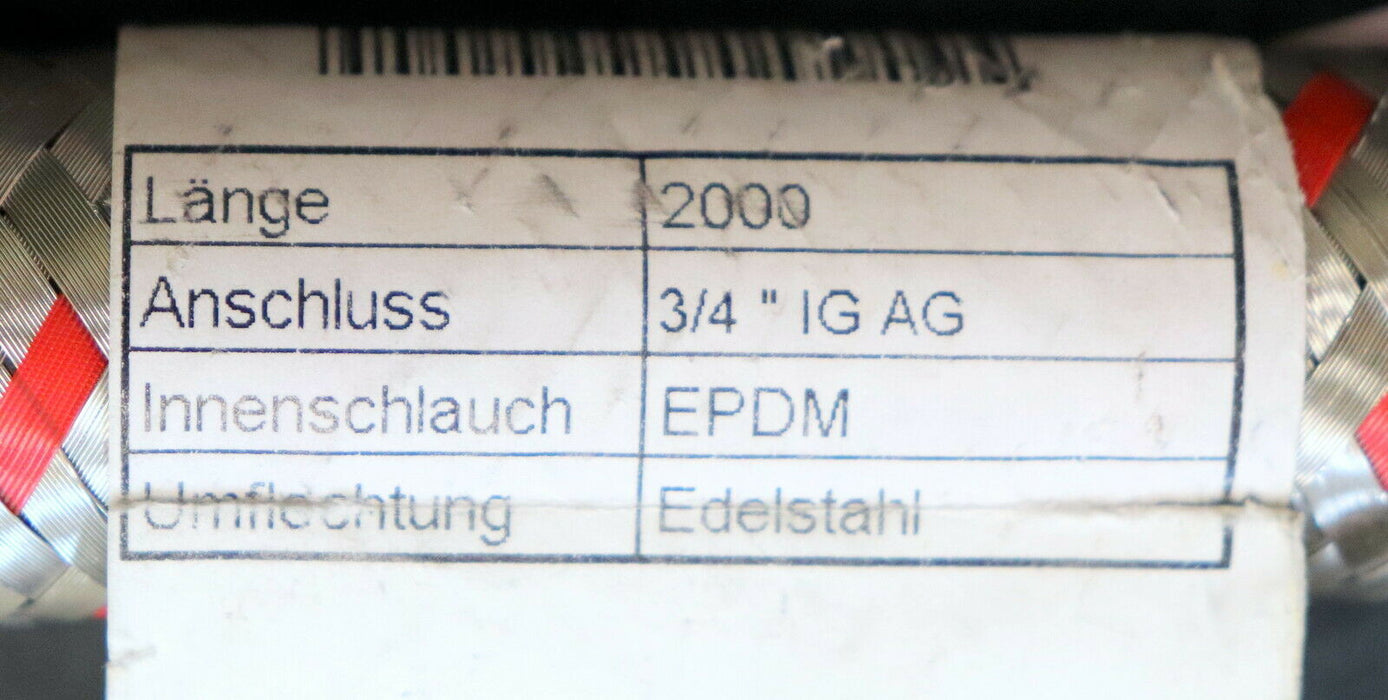 Länge 2000
Anschluss 3/4 " IG AG
Innenschlauch EPDM
Umflechtung Edelstahl